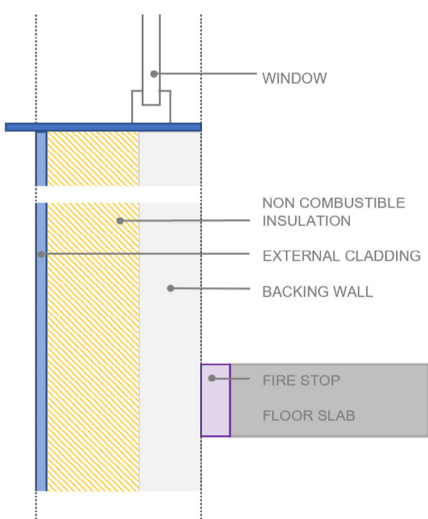 WINDOW
NON COMBUSTIBLE
INSULATION
EXTERNAL CLADDING
BACKING WALL
FIRE STOP
FLOOR SLAB